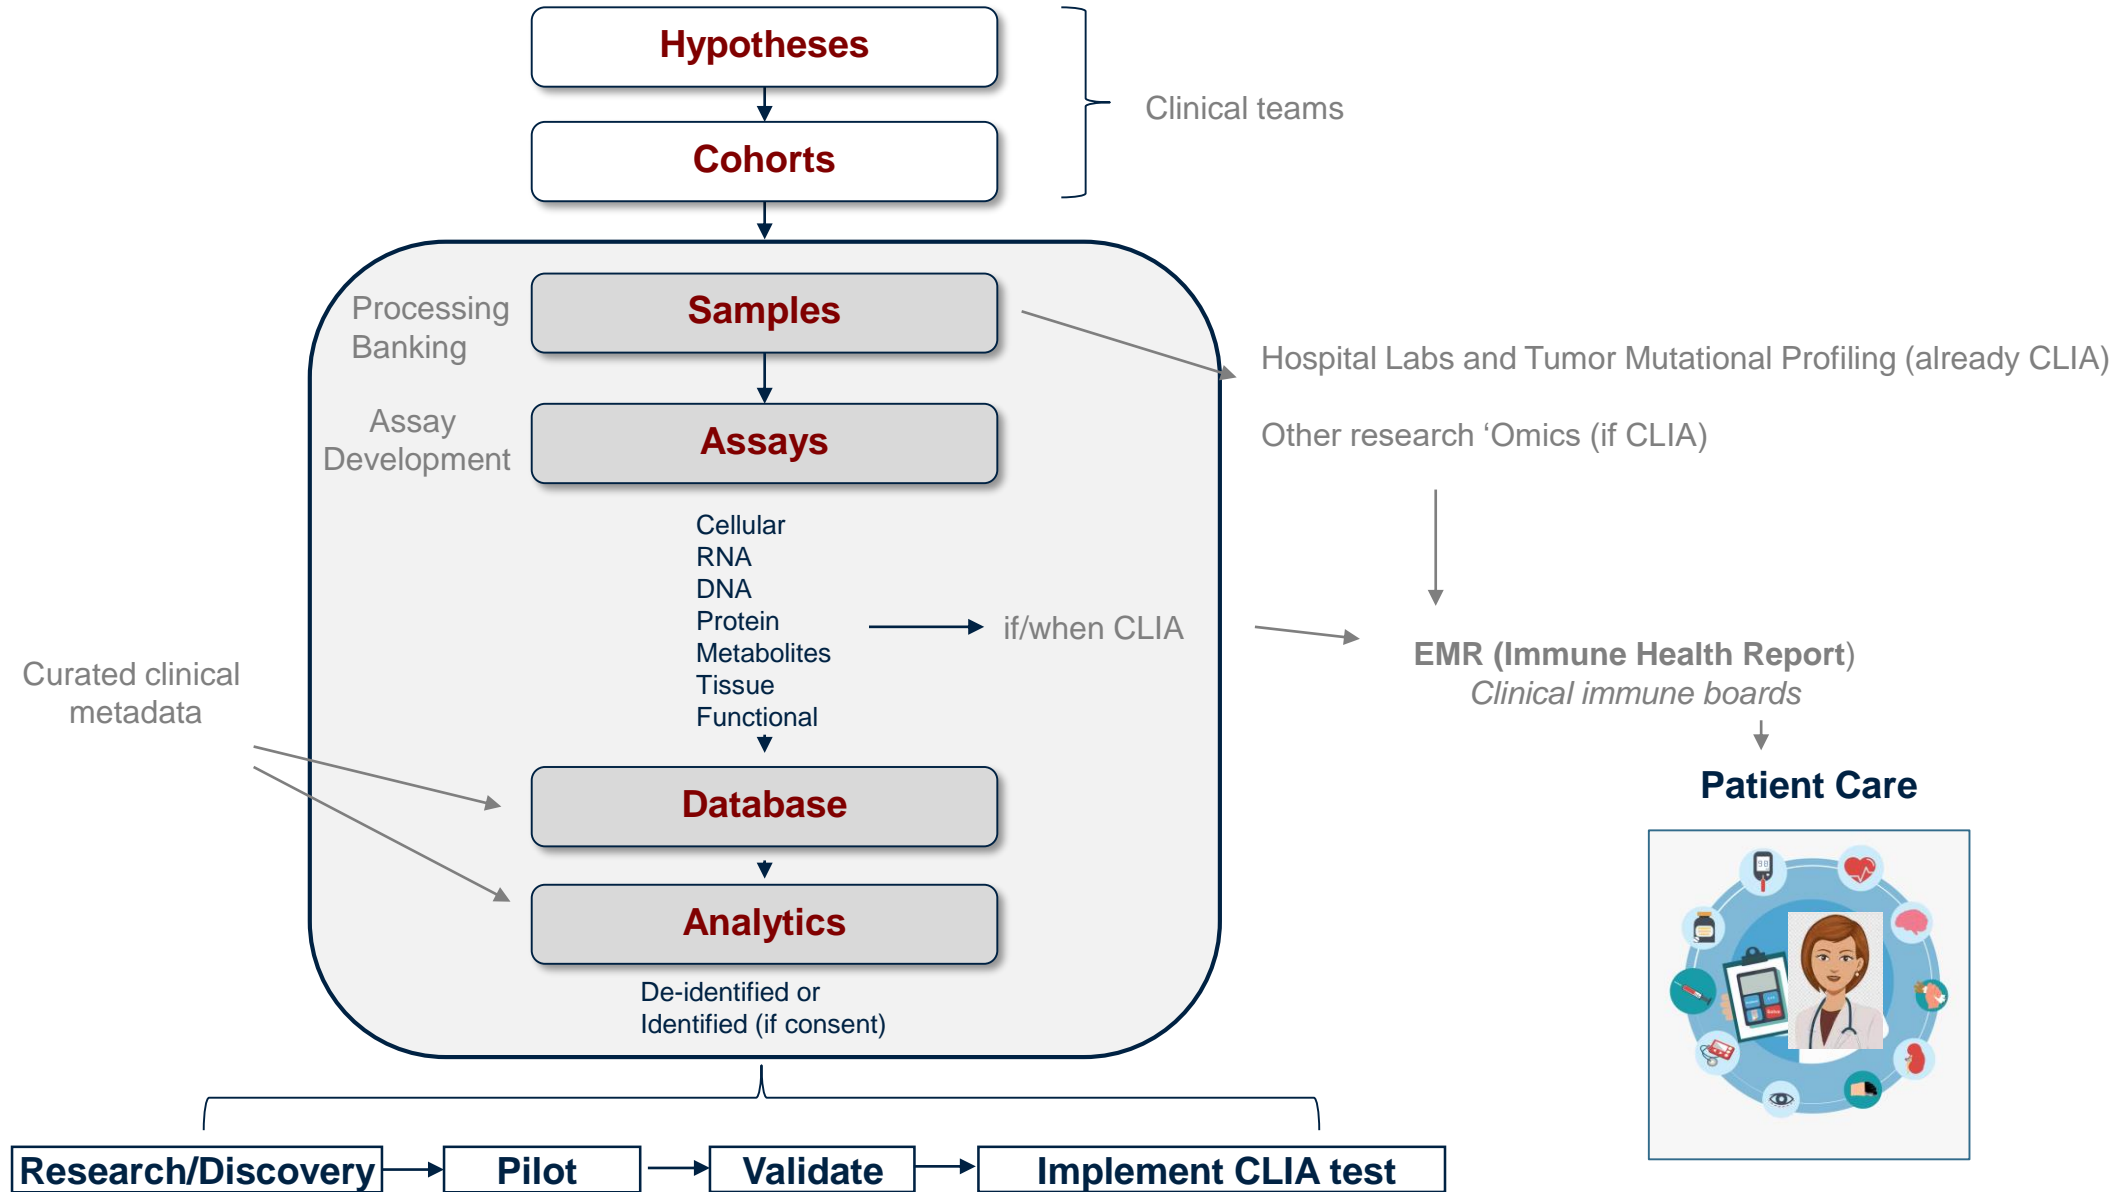 Hypotheses
Clinical teams
Cohorts
Processing
Banking
Samples
Hospital Labs and Tumor Mutational Profiling (already CLIA)
Assay
Development
Assays
Other research ‘Omics (if CLIA)
Cellular
RNA
DNA
Protein
Metabolites
Tissue
Functional
if/when CLIA
EMR (Immune Health Report)
Clinical immune boards
Curated clinical
metadata
Patient Care
Database
Analytics
De-identified or
Identified (if consent)
Research/Discovery
Pilot
Validate
Implement CLIA test